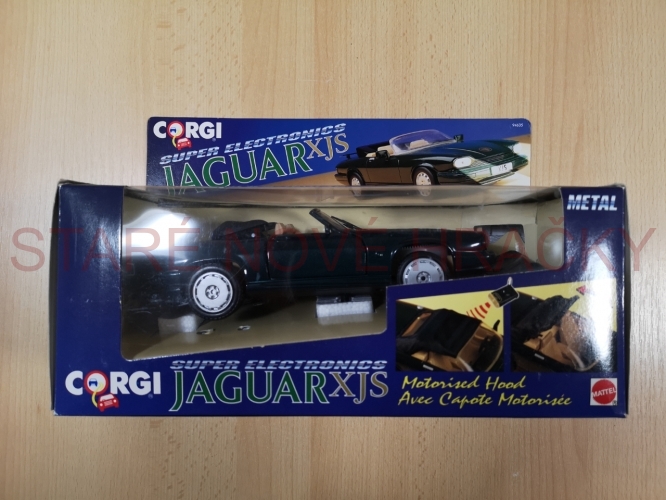 CORGI
SUPER ELECTRONICS
JAGUAR XJS
METAL
STARÉ NOVÉ HRAČKY
CORGI
SUPER ELECTRONICS
JAGUAR XJS
Motorised Hood
Avec Capote Motorisée
MATTEL